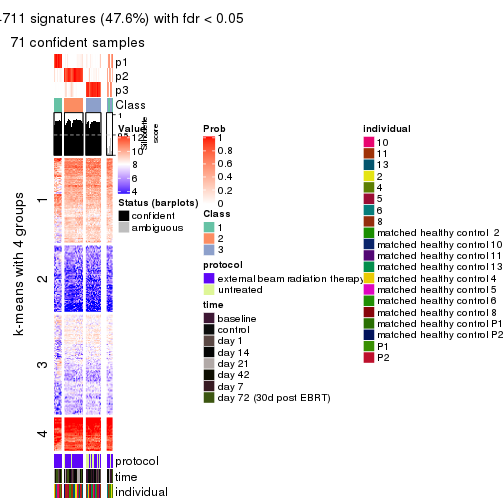 4711 signatures (47.6%) with fdr < 0.05
71 confident samples
p1
p2
p3
Class
1
score
Value
12
10
8
6
4
Status (barplots)
confident
ambiguous
Prob
1
0.8
0.6
0.4
0.2
0
Class
1
2
3
protocol
external beam radiation therapy
untreated
time
baseline
control
day 1
day 14
day 21
day 42
day 7
day 72 (30d post EBRT)
individual
10
11
13
2
4
5
6
8
matched healthy control 2
matched healthy control 10
matched healthy control 11
matched healthy control 13
matched healthy control 4
matched healthy control 5
matched healthy control 6
matched healthy control 8
matched healthy control P1
matched healthy control P2
P1
P2
k-means with 4 groups
1
2
3
4
protocol
time
individual